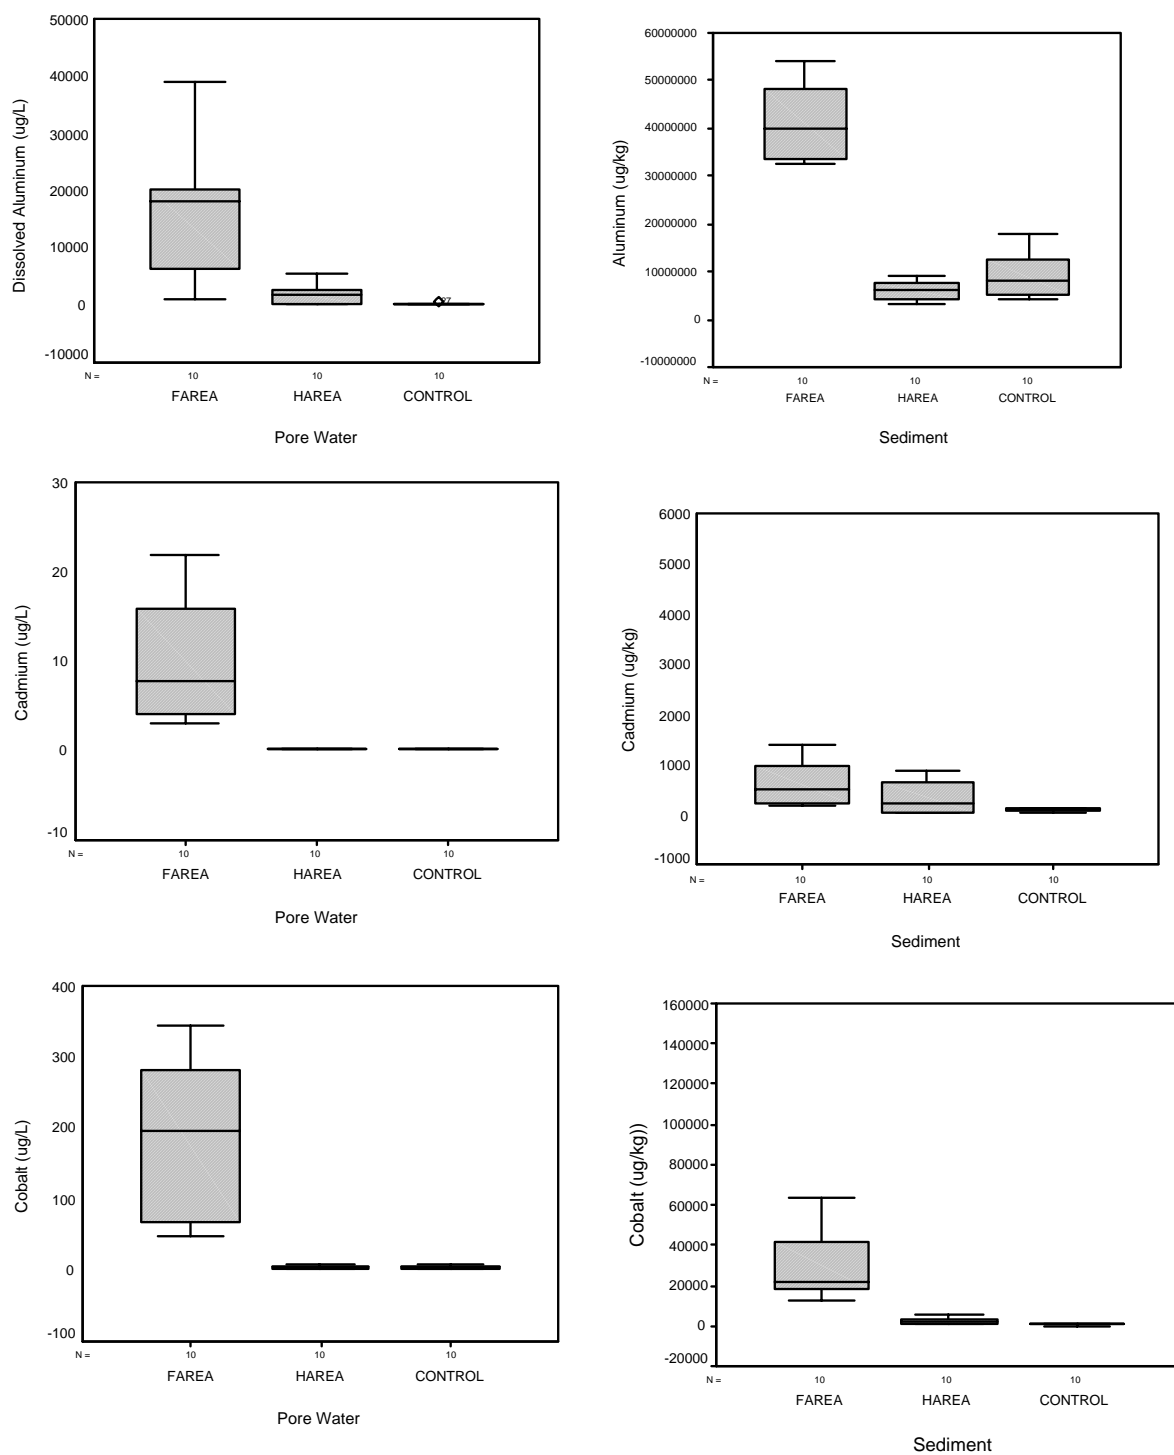 50000
40000
30000
20000
10000
0
-10000
Dissolved Aluminum (ug/L)
27
N =
10
10
10
FAREA
HAREA
CONTROL
Pore Water
60000000
50000000
40000000
30000000
20000000
10000000
0
-10000000
Aluminum (ug/kg)
N =
10
10
10
FAREA
HAREA
CONTROL
Sediment
30
20
10
0
-10
Cadmium (ug/L)
N =
10
10
10
FAREA
HAREA
CONTROL
Pore Water
6000
5000
4000
3000
2000
1000
0
-1000
Cadmium (ug/kg)
N =
10
10
10
FAREA
HAREA
CONTROL
Sediment
400
300
200
100
0
-100
Cobalt (ug/L)
N =
10
10
10
FAREA
HAREA
CONTROL
Pore Water
160000
140000
120000
100000
80000
60000
40000
20000
0
-20000
Cobalt (ug/kg))
N =
10
10
10
FAREA
HAREA
CONTROL
Sediment